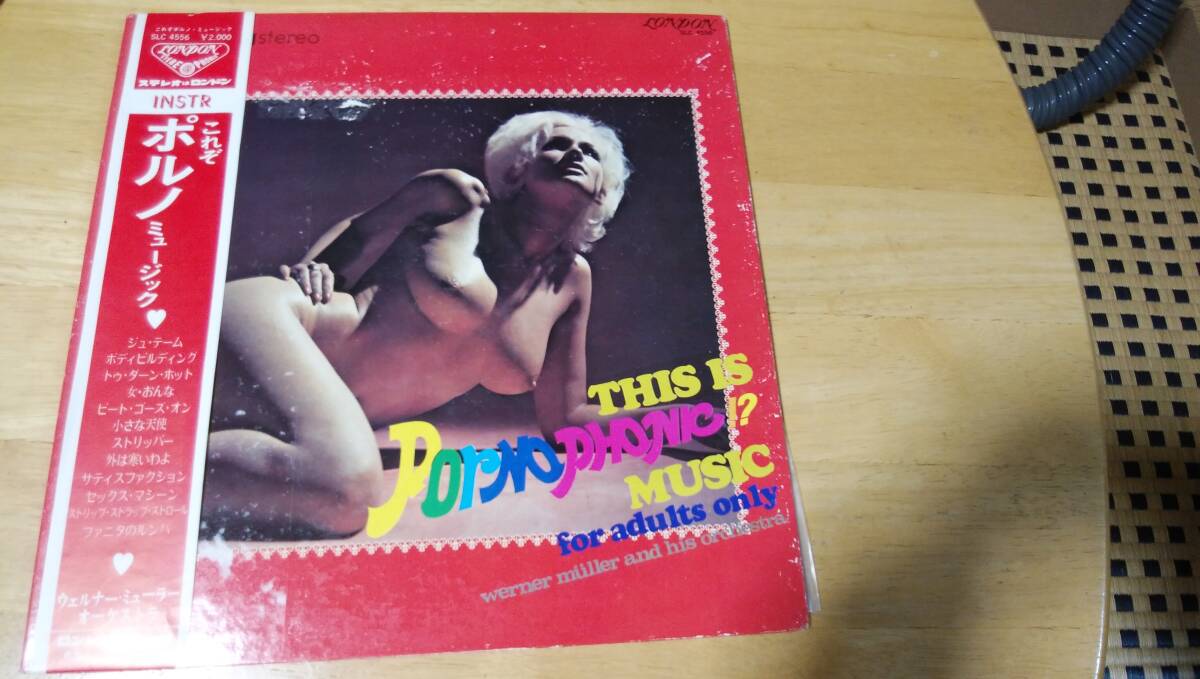 これぞポルノ・ミュージック
SLC 4556 ¥2,000
LONDON
ステレオはロンドン
INSTR
これぞ
ポルノ
ミュージック♥
ジュ・テーム
ボディビルディング
トゥ・ダーン・ホット
女・おんな
ビート・ゴーズ・オン
小さな天使
ストリッパー
外は寒いわよ
サティスファクション
セックス・マシーン
ストリップ・ストラップ・ストロール
ファニタのルンバ
♥
ウェルナー・ミューラー
stereo
LONDON
SLC 4556
THIS IS
PORNOPHONIC!?
MUSIC
for adults only
werner müller and his orchestra